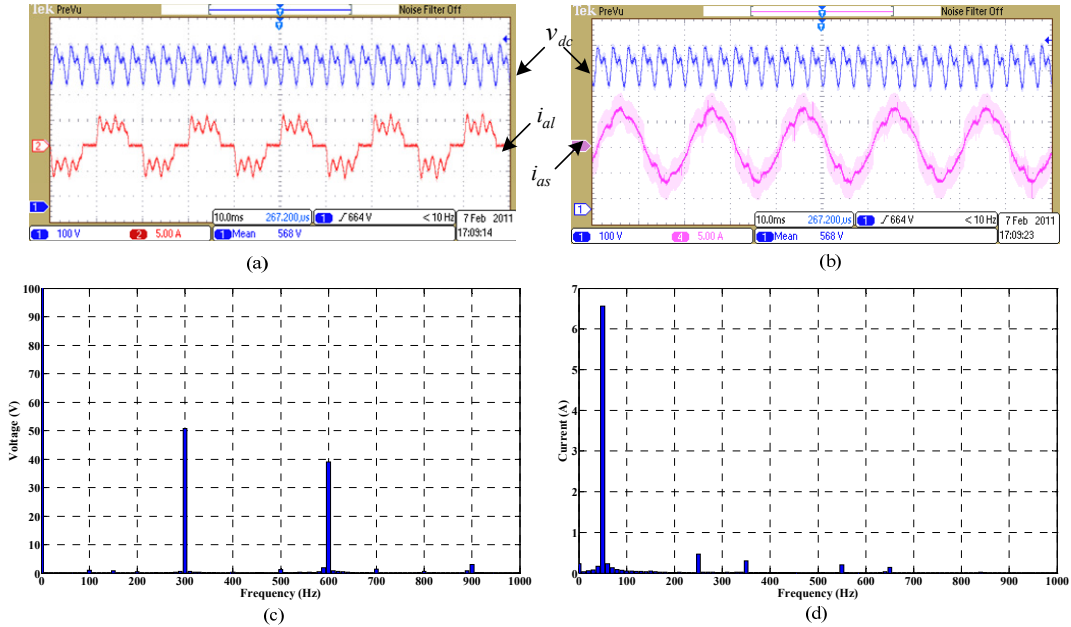 Tek PreVu Noise Filter Off
2
1
10.0ms 267.200µs 1 ∫ 664 V < 10 Hz
1 100 V 2 5.00 A 1 Mean 568 V
7 Feb 2011
17:09:14
(a)
v_dc
i_al
i_as
Tek PreVu Noise Filter Off
1
10.0ms 267.200µs 1 ∫ 664 V < 10 Hz
1 100 V 4 5.00 A 1 Mean 568 V
7 Feb 2011
17:09:23
(b)
100
90
80
70
60
50
40
30
20
10
0
Voltage (V)
0 100 200 300 400 500 600 700 800 900 1000
Frequency (Hz)
(c)
7
6
5
4
3
2
1
0
Current (A)
0 100 200 300 400 500 600 700 800 900 1000
Frequency (Hz)
(d)